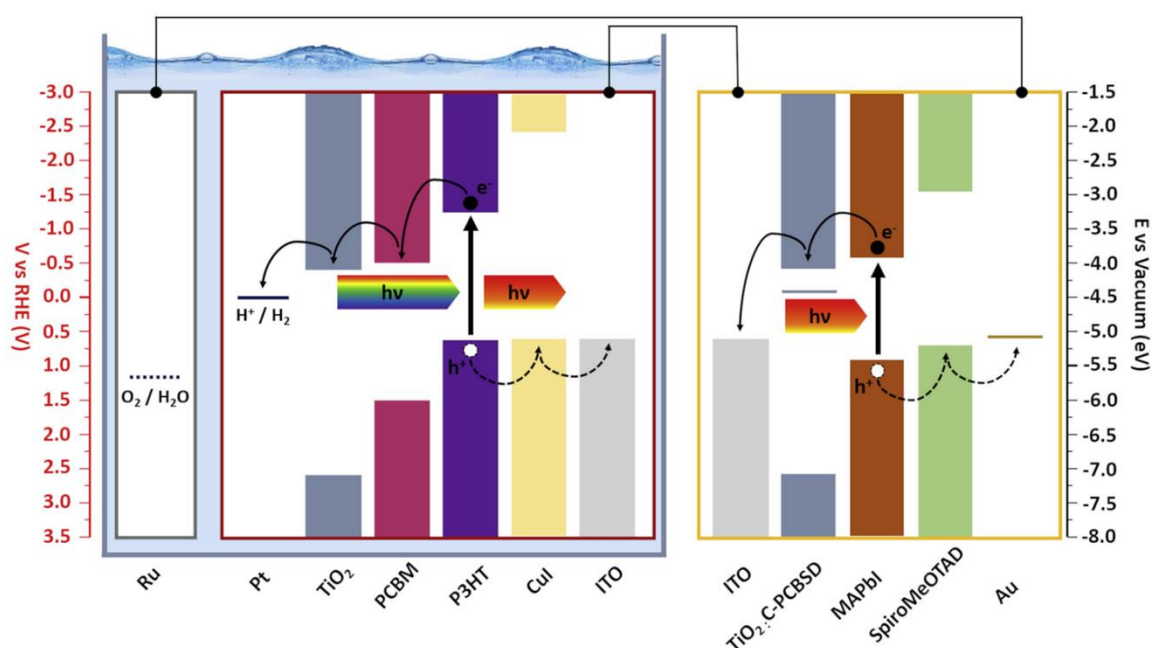 V vs RHE (V)
-3.0
-2.5
-2.0
-1.5
-1.0
-0.5
0.0
0.5
1.0
1.5
2.0
2.5
3.0
3.5
H⁺ / H₂
O₂ / H₂O
e⁻
hν
hν
h⁺
Ru
Pt
TiO₂
PCBM
P3HT
CuI
ITO
e⁻
hν
h⁺
ITO
TiO₂:C-PCBSD
MAPbI
SpiroMeOTAD
Au
-1.5
-2.0
-2.5
-3.0
-3.5
-4.0
-4.5
-5.0
-5.5
-6.0
-6.5
-7.0
-7.5
-8.0
E vs Vacuum (eV)